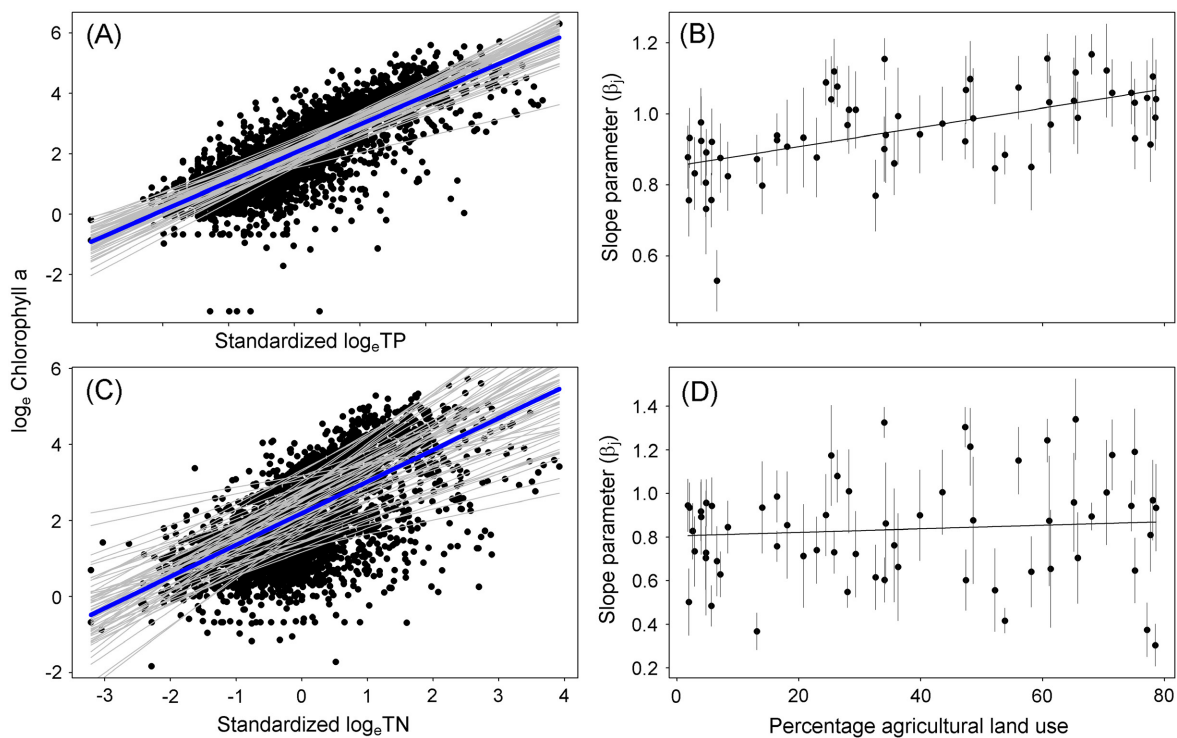 (A)
6
4
2
0
-2
Standardized logₑTP
(B)
1.2
1.0
0.8
0.6
Slope parameter (βⱼ)
logₑ Chlorophyll a
(C)
6
4
2
0
-2
-3 -2 -1 0 1 2 3 4
Standardized logₑTN
(D)
1.4
1.2
1.0
0.8
0.6
0.4
0.2
Slope parameter (βⱼ)
0 20 40 60 80
Percentage agricultural land use